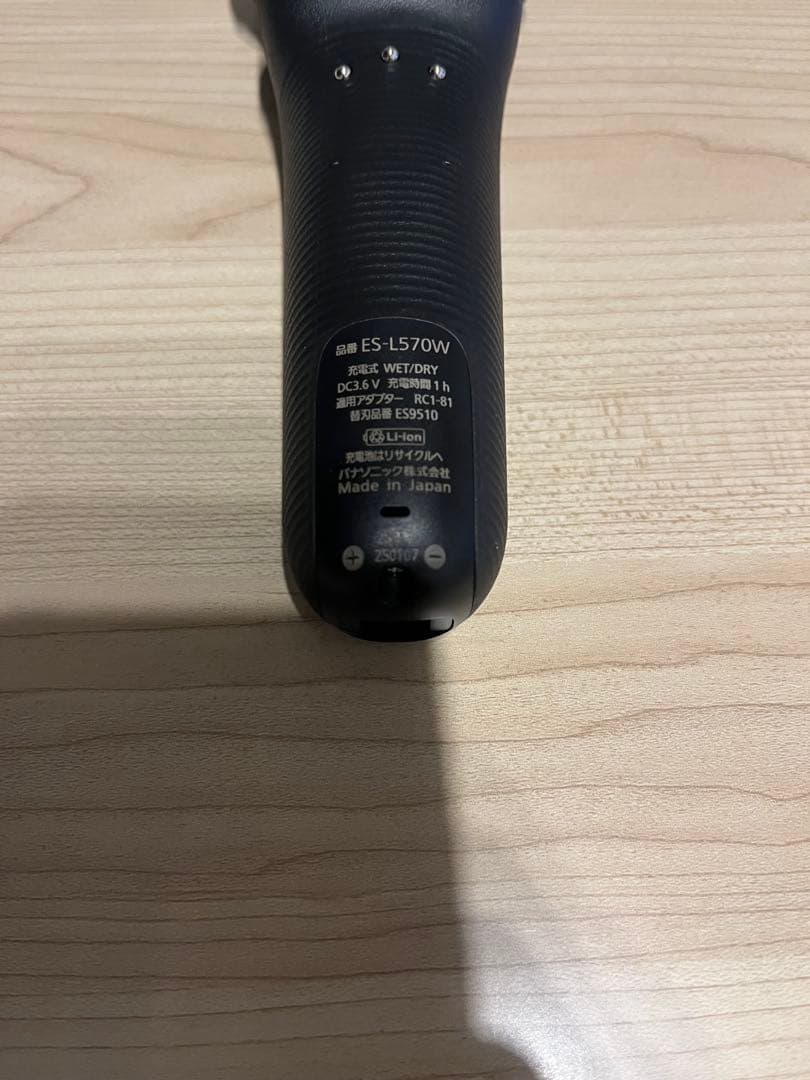 品番 ES-L570W
充電式 WET/DRY
DC3.6 V 充電時間 1 h
適用アダプター RC1-81
替刃品番 ES9510
Li-ion
充電池はリサイクルへ
パナソニック株式会社
Made in Japan
+ 250107 −